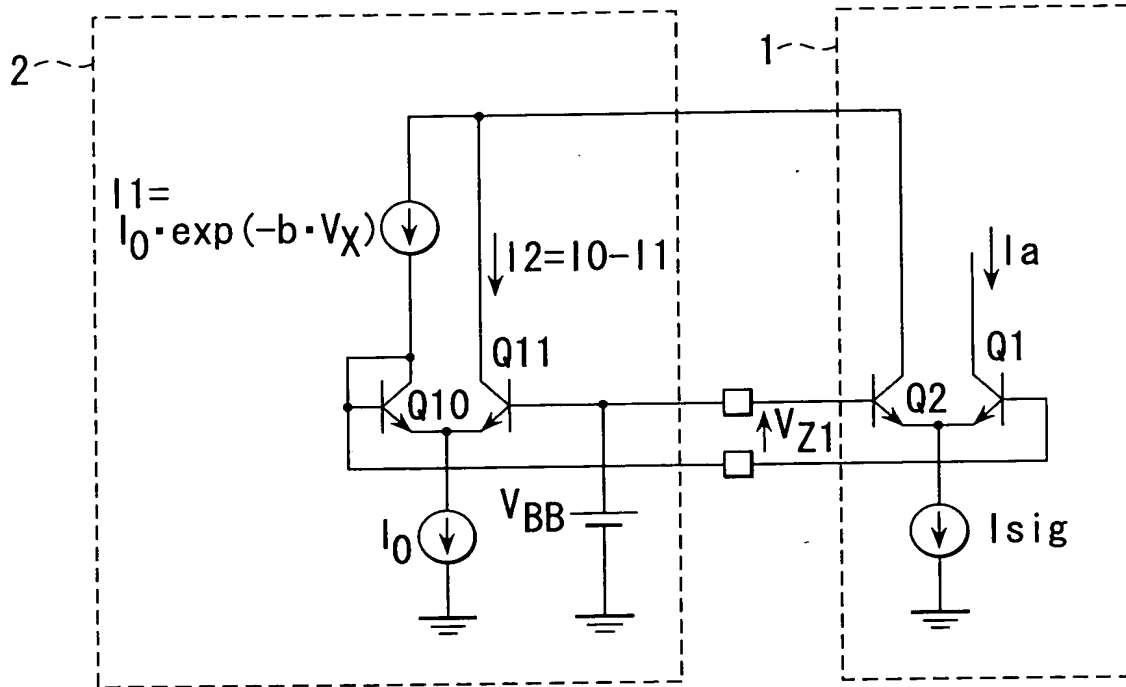 2
1
I1=
I0·exp(-b·VX)
I2=I0-I1
Ia
Q11
Q1
Q10
Q2
VZ1
VBB
I0
Isig